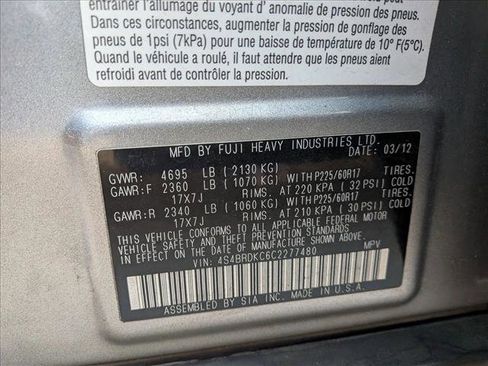 entraîner l'allumage du voyant d' anomalie de pression des pneus.
Dans ces circonstances, augmenter la pression de gonflage
des pneus de 1psi (7kPa) pour une baisse de température de 10° F(5°C).
Quand le véhicule a roulé, il faut attendre que les pneus aient
refroidi avant de contrôler la pression.
MFD BY FUJI HEAVY INDUSTRIES LTD.
DATE: 03/12
GVWR: 4695 LB (2130 KG)
GAWR:F 2360 LB (1070 KG) WITH P225/60R17 TIRES.
17X7J RIMS. AT 220 KPA ( 32 PSI) COLD
GAWR:R 2340 LB (1060 KG) WITH P225/60R17 TIRES.
17X7J RIMS. AT 210 KPA ( 30 PSI) COLD
THIS VEHICLE CONFORMS TO ALL APPLICABLE FEDERAL MOTOR
VEHICLE SAFETY AND THEFT PREVENTION STANDARDS IN
EFFECT ON THE DATE OF MANUFACTURE SHOWN ABOVE.
VIN: 4S4BRDKC6C2277480 MPV
ASSEMBLED BY SIA INC. MADE IN U.S.A.